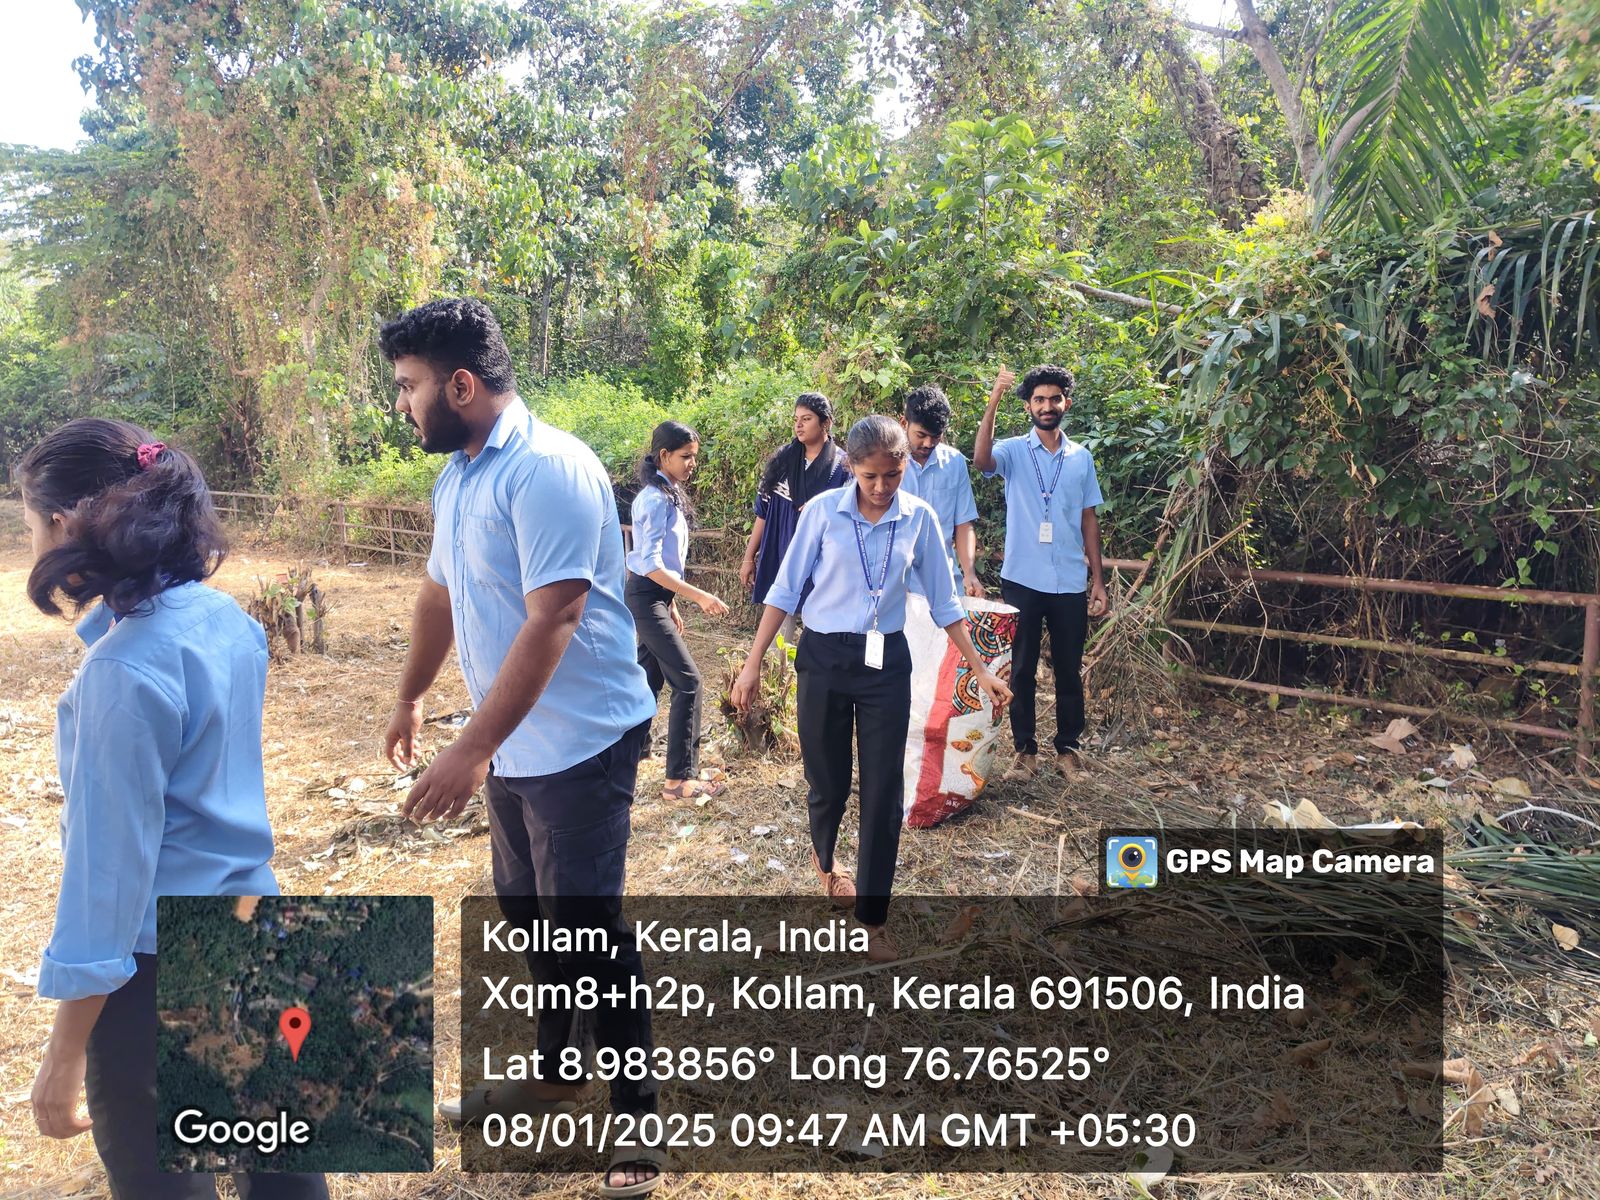 GPS Map Camera
Kollam, Kerala, India
Xqm8+h2p, Kollam, Kerala 691506, India
Lat 8.983856° Long 76.76525°
08/01/2025 09:47 AM GMT +05:30
Google